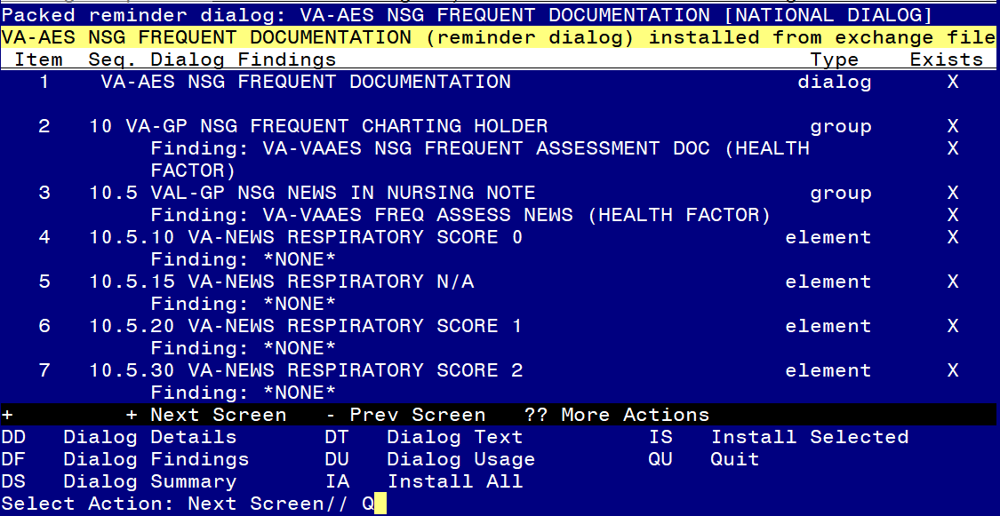 Packed reminder dialog: VA-AES NSG FREQUENT DOCUMENTATION [NATIONAL DIALOG]
VA-AES NSG FREQUENT DOCUMENTATION (reminder dialog) installed from exchange file
Item Seq. Dialog Findings Type Exists
1 VA-AES NSG FREQUENT DOCUMENTATION dialog X
2 10 VA-GP NSG FREQUENT CHARTING HOLDER group X
Finding: VA-VAAES NSG FREQUENT ASSESSMENT DOC (HEALTH X
FACTOR)
3 10.5 VAL-GP NSG NEWS IN NURSING NOTE group X
Finding: VA-VAAES FREQ ASSESS NEWS (HEALTH FACTOR) X
4 10.5.10 VA-NEWS RESPIRATORY SCORE 0 element X
Finding: *NONE*
5 10.5.15 VA-NEWS RESPIRATORY N/A element X
Finding: *NONE*
6 10.5.20 VA-NEWS RESPIRATORY SCORE 1 element X
Finding: *NONE*
7 10.5.30 VA-NEWS RESPIRATORY SCORE 2 element X
Finding: *NONE*
+ + Next Screen - Prev Screen ?? More Actions
DD Dialog Details DT Dialog Text IS Install Selected
DF Dialog Findings DU Dialog Usage QU Quit
DS Dialog Summary IA Install All
Select Action: Next Screen// Q